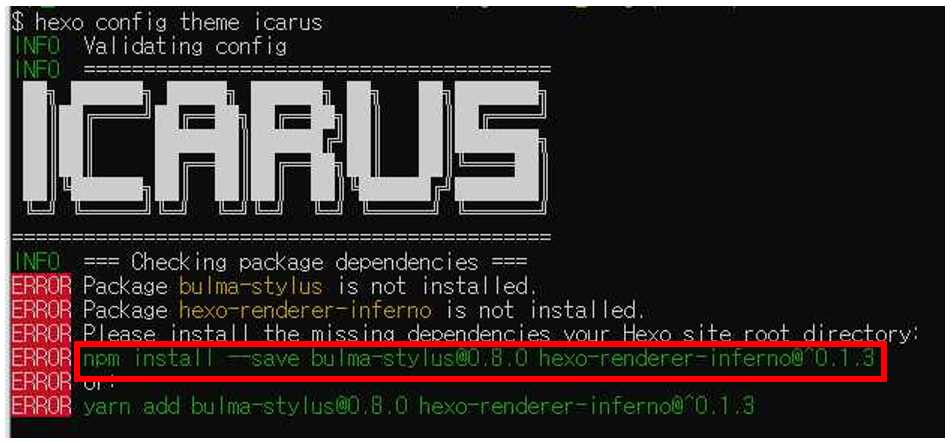 $ hexo config theme icarus
INFO  Validating config
INFO  =======================================
ICARUS
=============================================
INFO  === Checking package dependencies ===
ERROR Package bulma-stylus is not installed.
ERROR Package hexo-renderer-inferno is not installed.
ERROR Please install the missing dependencies your Hexo site root directory:
ERROR npm install --save bulma-stylus@0.8.0 hexo-renderer-inferno@^0.1.3
ERROR or:
ERROR yarn add bulma-stylus@0.8.0 hexo-renderer-inferno@^0.1.3